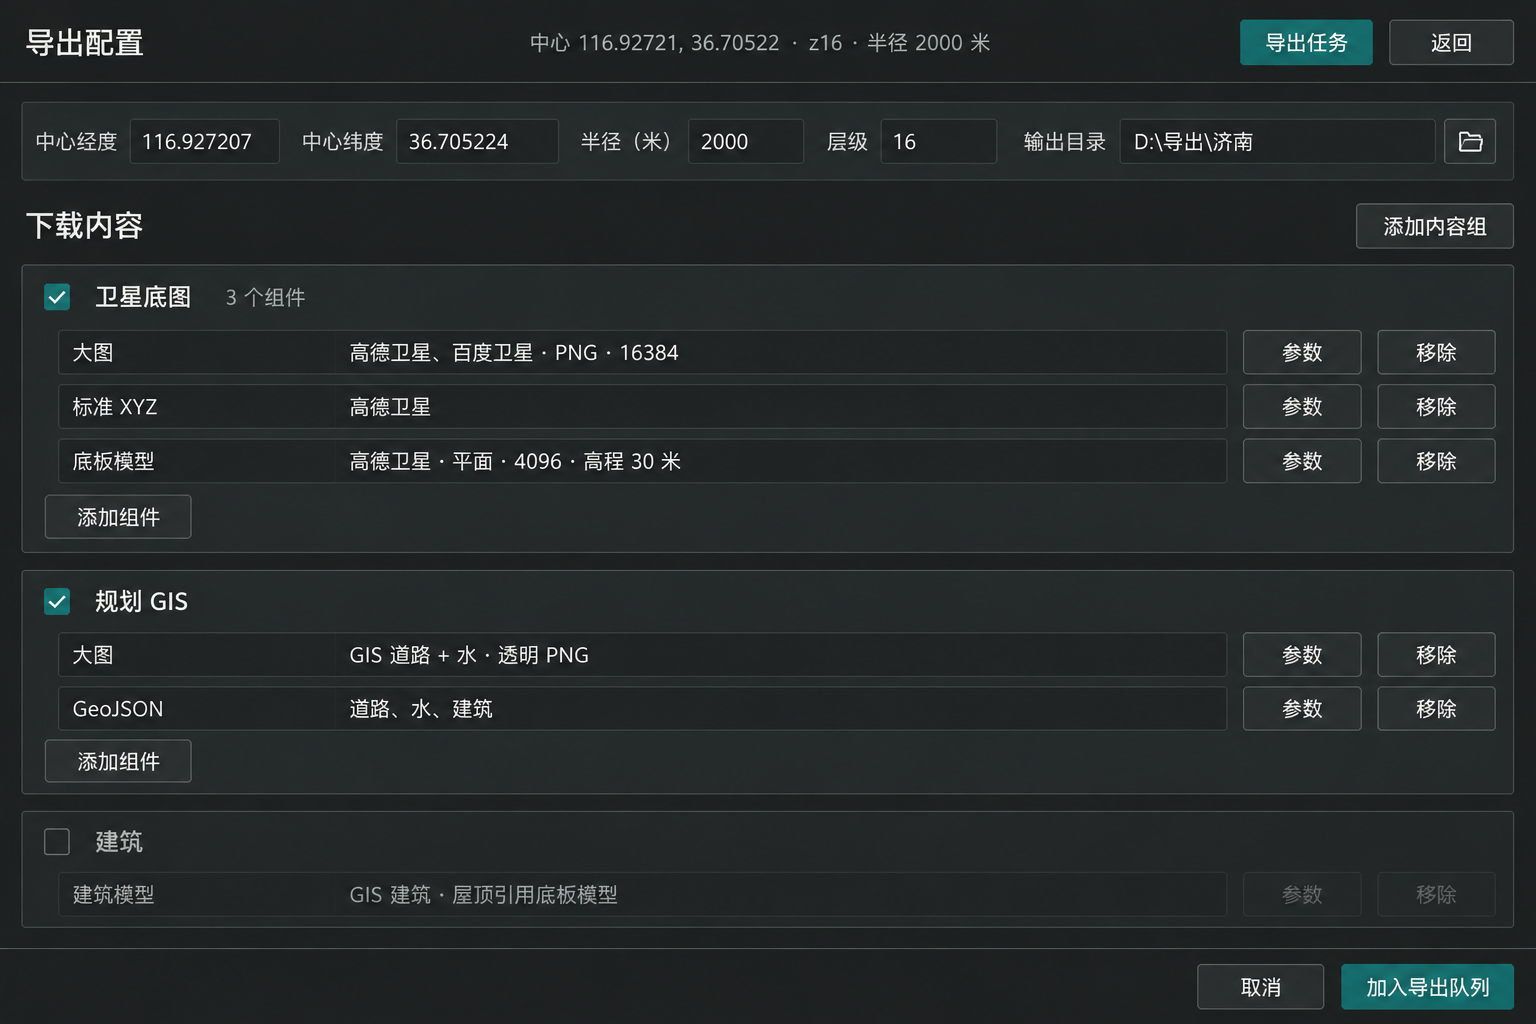 导出配置
中心 116.92721, 36.70522 · z16 · 半径 2000 米
导出任务
返回
中心经度 116.927207 中心纬度 36.705224 半径（米） 2000 层级 16 输出目录 D:\导出\济南
下载内容
添加内容组
卫星底图 3 个组件
大图 高德卫星、百度卫星 · PNG · 16384 参数 移除
标准 XYZ 高德卫星 参数 移除
底板模型 高德卫星 · 平面 · 4096 · 高程 30 米 参数 移除
添加组件
规划 GIS
大图 GIS 道路 + 水 · 透明 PNG 参数 移除
GeoJSON 道路、水、建筑 参数 移除
添加组件
建筑
建筑模型 GIS 建筑 · 屋顶引用底板模型 参数 移除
取消
加入导出队列